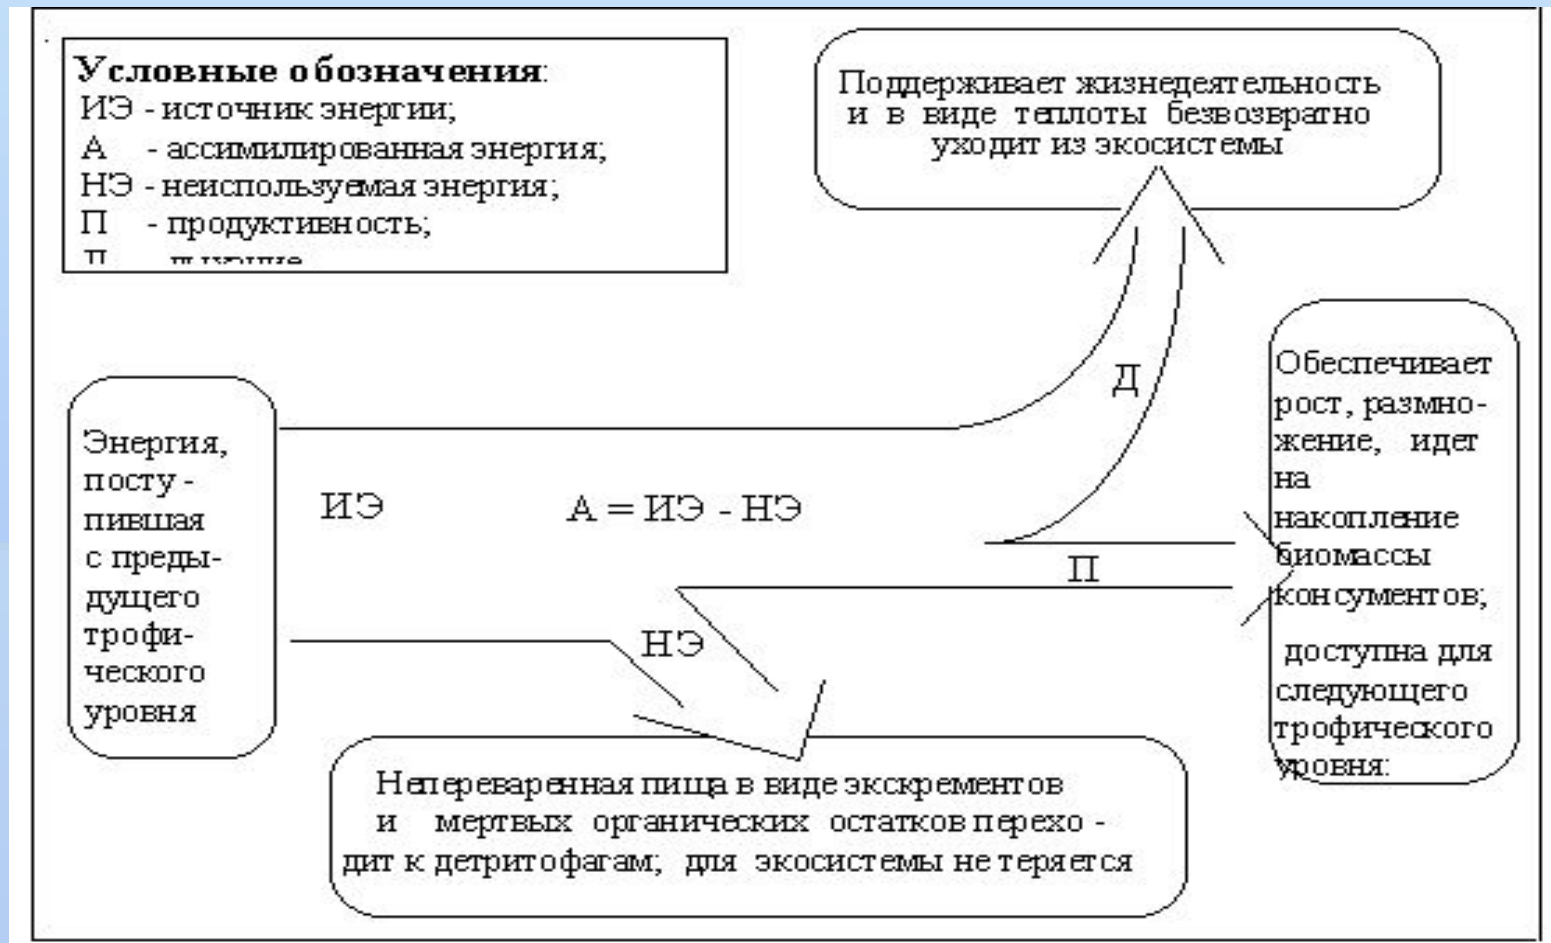 Условные обозначения:
ИЭ - источник энергии;
А - ассимилированная энергия;
НЭ - неиспользуемая энергия;
П - продуктивность;
Д - дыхание
Поддерживает жизнедеятельность
и в виде теплоты безвозвратно
уходит из экосистемы
Д
Энергия,
посту -
пившая
с преды-
дущего
трофи-
ческого
уровня
ИЭ
А = ИЭ - НЭ
П
НЭ
Обеспечивает
рост, размно-
жение, идет
на
накопление
биомассы
консументов;
доступна для
следующего
трофического
уровня:
Непереваренная пища в виде экскрементов
и мертвых органических остатков перехо -
дит к детритофагам; для экосистемы не теряется